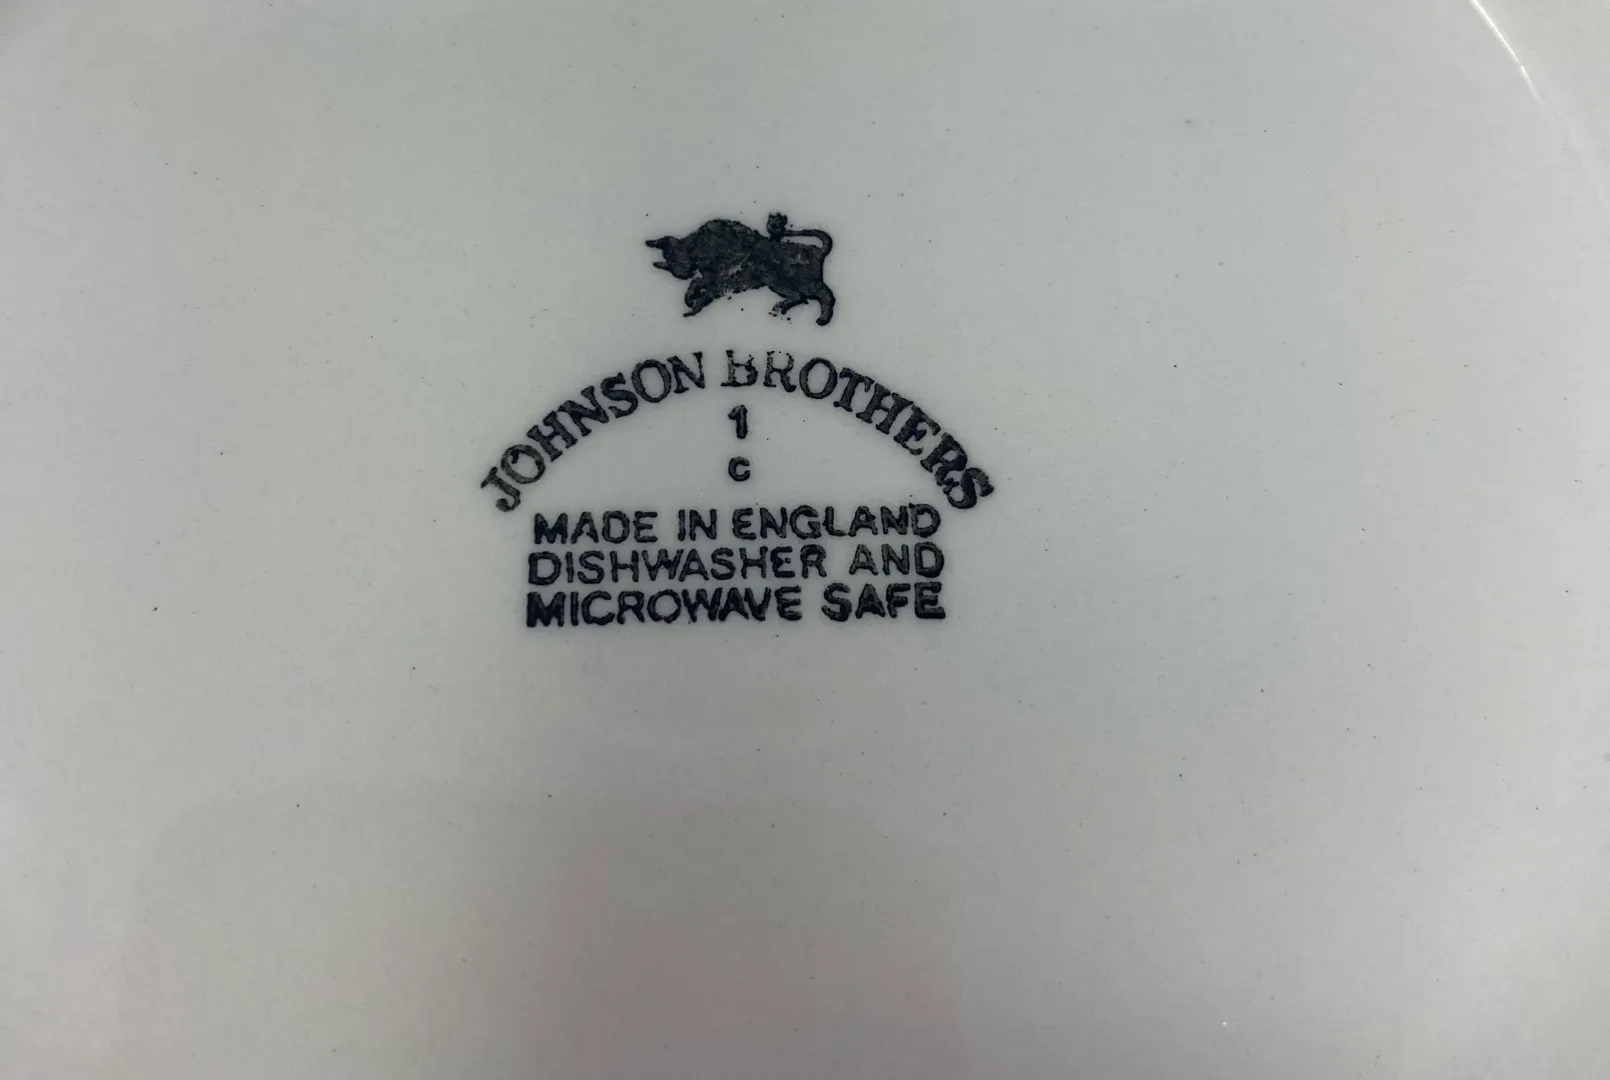 JOHNSON BROTHERS
1
c
MADE IN ENGLAND
DISHWASHER AND
MICROWAVE SAFE